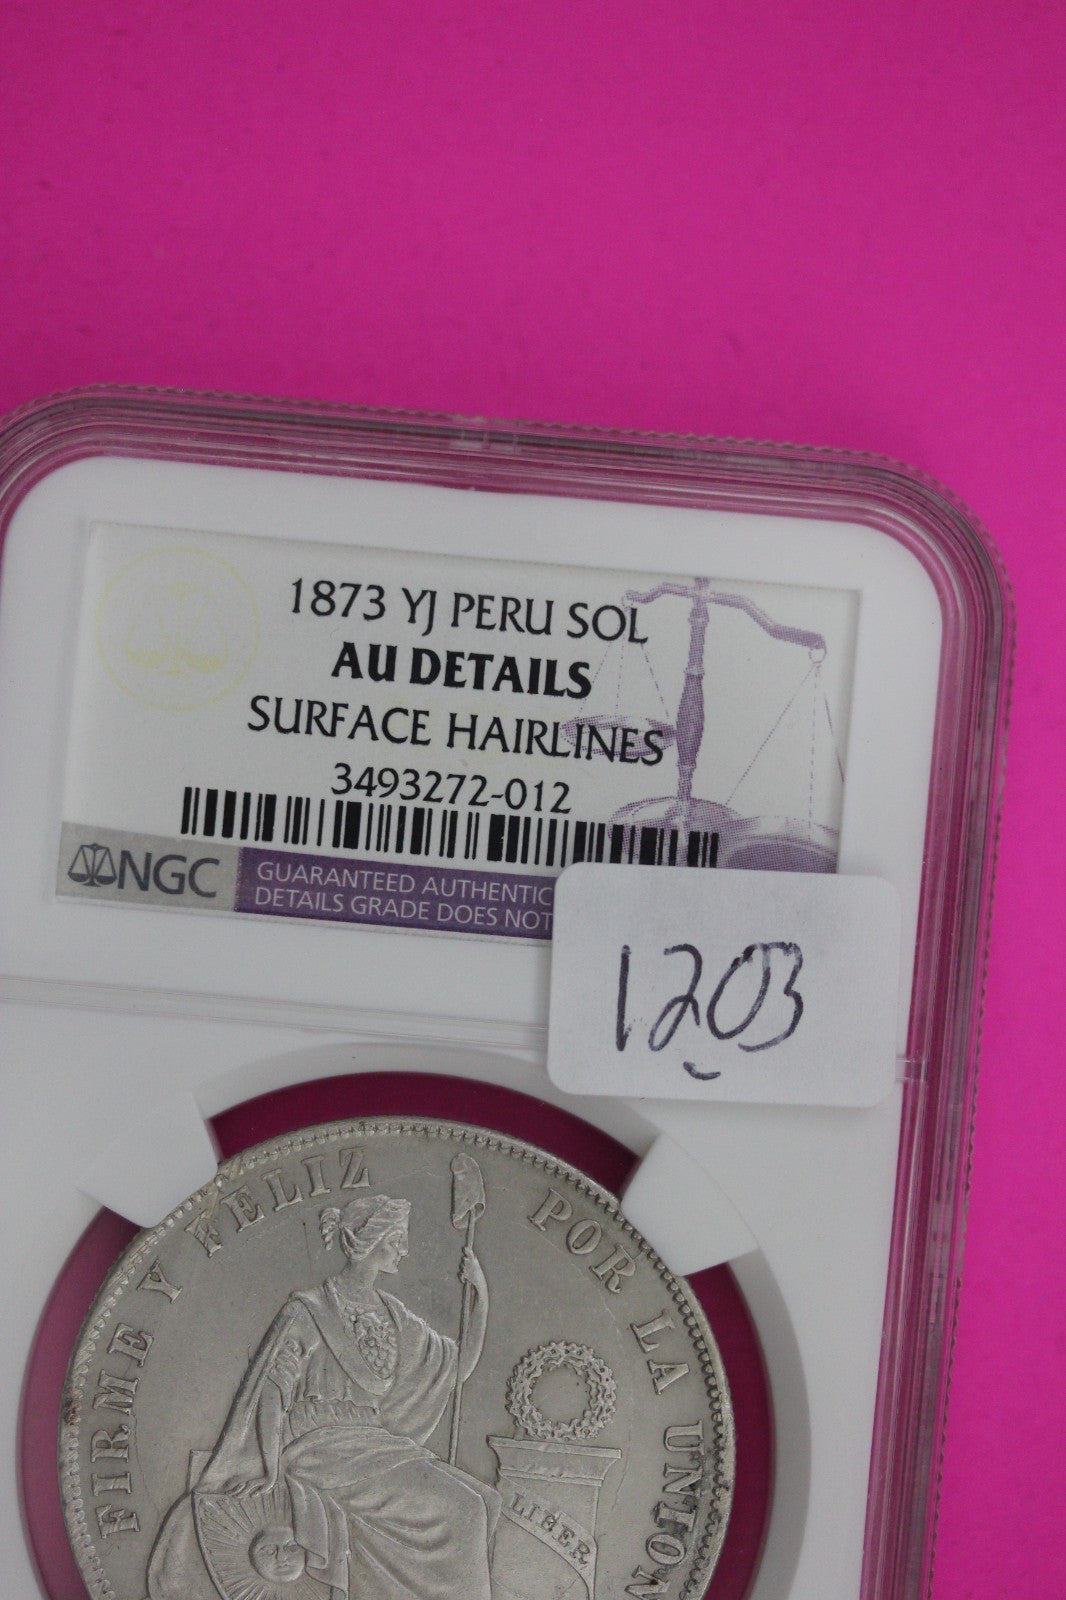 1873 YJ PERU SOL
AU DETAILS
SURFACE HAIRLINES
3493272-012
NGC
GUARANTEED AUTHENTIC
DETAILS GRADE DOES NOT
1203
FIRME Y FELIZ POR LA UNION
LIBER